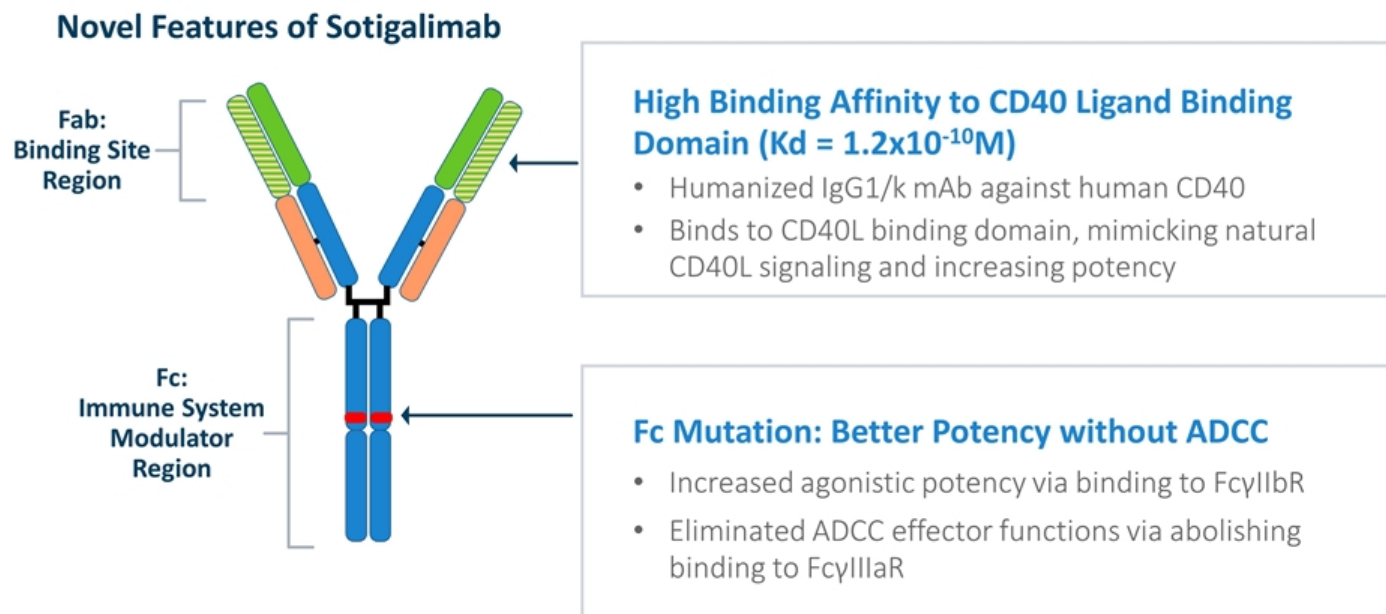 Novel Features of Sotigalimab
Fab:
Binding Site
Region
High Binding Affinity to CD40 Ligand Binding
Domain (Kd = 1.2x10⁻¹⁰M)
• Humanized IgG1/k mAb against human CD40
• Binds to CD40L binding domain, mimicking natural
CD40L signaling and increasing potency
Fc:
Immune System
Modulator
Region
Fc Mutation: Better Potency without ADCC
• Increased agonistic potency via binding to FcγIIbR
• Eliminated ADCC effector functions via abolishing
binding to FcγIIIaR